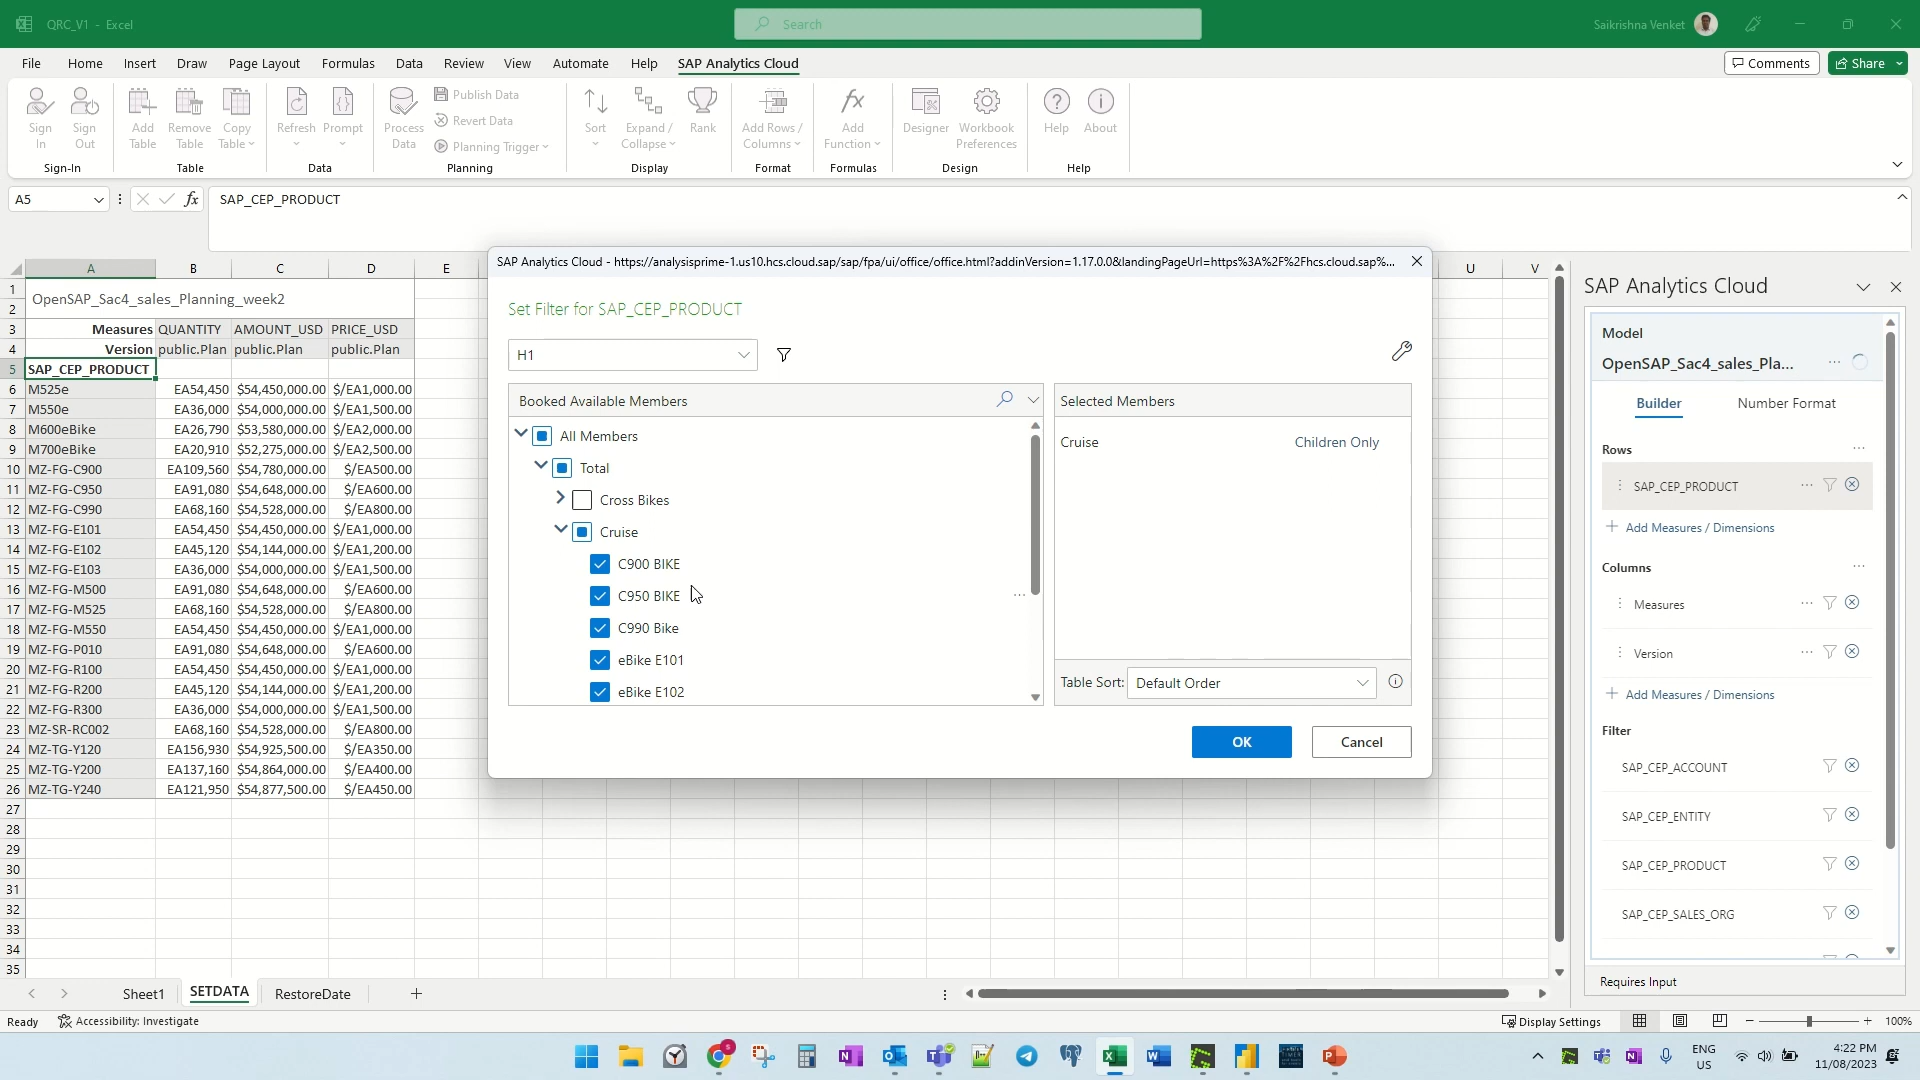 QRC_V1 - Excel
Search
Saikrishna Venket
File Home Insert Draw Page Layout Formulas Data Review View Automate Help SAP Analytics Cloud
Comments
Share
Sign In
Sign Out
Sign-In
Add Table
Remove Table
Copy Table
Table
Refresh
Prompt
Data
Process Data
Publish Data
Revert Data
Planning Trigger
Planning
Sort
Expand / Collapse
Rank
Display
Add Rows / Columns
Format
Add Function
Formulas
Designer
Workbook Preferences
Design
Help
About
Help
A5
fx
SAP_CEP_PRODUCT
A B C D E U V
1
OpenSAP_Sac4_sales_Planning_week2
2
3 Measures QUANTITY AMOUNT_USD PRICE_USD
4 Version public.Plan public.Plan public.Plan
5 SAP_CEP_PRODUCT
6 M525e EA54,450 $54,450,000.00 $/EA1,000.00
7 M550e EA36,000 $54,000,000.00 $/EA1,500.00
8 M600eBike EA26,790 $53,580,000.00 $/EA2,000.00
9 M700eBike EA20,910 $52,275,000.00 $/EA2,500.00
10 MZ-FG-C900 EA109,560 $54,780,000.00 $/EA500.00
11 MZ-FG-C950 EA91,080 $54,648,000.00 $/EA600.00
12 MZ-FG-C990 EA68,160 $54,528,000.00 $/EA800.00
13 MZ-FG-E101 EA54,450 $54,450,000.00 $/EA1,000.00
14 MZ-FG-E102 EA45,120 $54,144,000.00 $/EA1,200.00
15 MZ-FG-E103 EA36,000 $54,000,000.00 $/EA1,500.00
16 MZ-FG-M500 EA91,080 $54,648,000.00 $/EA600.00
17 MZ-FG-M525 EA68,160 $54,528,000.00 $/EA800.00
18 MZ-FG-M550 EA54,450 $54,450,000.00 $/EA1,000.00
19 MZ-FG-P010 EA91,080 $54,648,000.00 $/EA600.00
20 MZ-FG-R100 EA54,450 $54,450,000.00 $/EA1,000.00
21 MZ-FG-R200 EA45,120 $54,144,000.00 $/EA1,200.00
22 MZ-FG-R300 EA36,000 $54,000,000.00 $/EA1,500.00
23 MZ-SR-RC002 EA68,160 $54,528,000.00 $/EA800.00
24 MZ-TG-Y120 EA156,930 $54,925,500.00 $/EA350.00
25 MZ-TG-Y200 EA137,160 $54,864,000.00 $/EA400.00
26 MZ-TG-Y240 EA121,950 $54,877,500.00 $/EA450.00
27
28
29
30
31
32
33
34
35
SAP Analytics Cloud - https://analysisprime-1.us10.hcs.cloud.sap/sap/fpa/ui/office/office.html?addinVersion=1.17.0.0&landingPageUrl=https%3A%2F%2Fhcs.cloud.sap%...
Set Filter for SAP_CEP_PRODUCT
H1
Booked Available Members
All Members
Total
Cross Bikes
Cruise
C900 BIKE
C950 BIKE
C990 Bike
eBike E101
eBike E102
Selected Members
Cruise Children Only
Table Sort: Default Order
OK
Cancel
SAP Analytics Cloud
Model
OpenSAP_Sac4_sales_Pla...
Builder Number Format
Rows
SAP_CEP_PRODUCT
Add Measures / Dimensions
Columns
Measures
Version
Add Measures / Dimensions
Filter
SAP_CEP_ACCOUNT
SAP_CEP_ENTITY
SAP_CEP_PRODUCT
SAP_CEP_SALES_ORG
Requires Input
Sheet1 SETDATA RestoreDate
Ready Accessibility: Investigate
Display Settings
100%
ENG
US
4:22 PM
11/08/2023